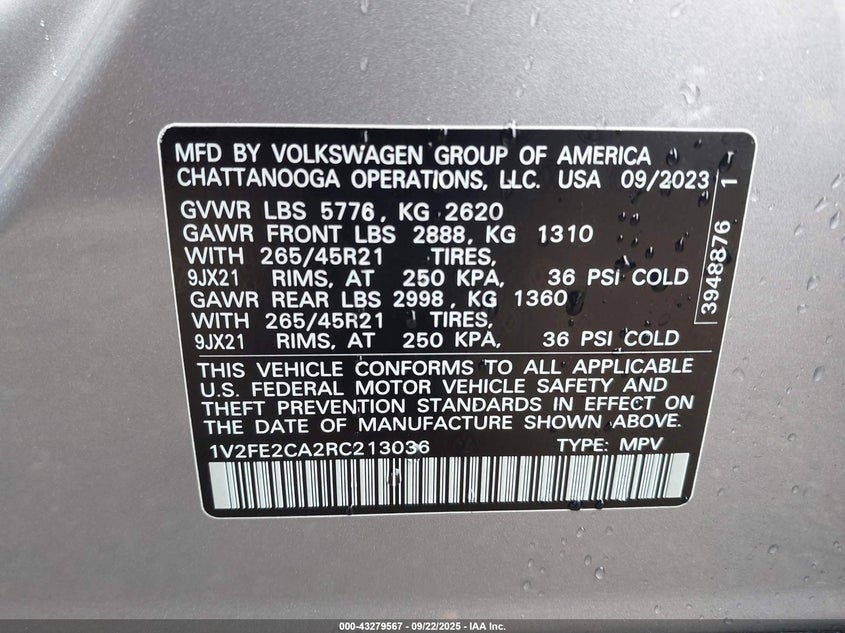 MFD BY VOLKSWAGEN GROUP OF AMERICA
CHATTANOOGA OPERATIONS, LLC. USA 09/2023
GVWR LBS 5776, KG 2620
GAWR FRONT LBS 2888, KG 1310
WITH 265/45R21 TIRES,
9JX21 RIMS, AT 250 KPA, 36 PSI COLD
GAWR REAR LBS 2998, KG 1360
WITH 265/45R21 TIRES,
9JX21 RIMS, AT 250 KPA, 36 PSI COLD
THIS VEHICLE CONFORMS TO ALL APPLICABLE
U.S. FEDERAL MOTOR VEHICLE SAFETY AND
THEFT PREVENTION STANDARDS IN EFFECT ON
THE DATE OF MANUFACTURE SHOWN ABOVE.
1V2FE2CA2RC213036 TYPE: MPV
3948876 1
000-43279567 - 09/22/2025 - IAA Inc.